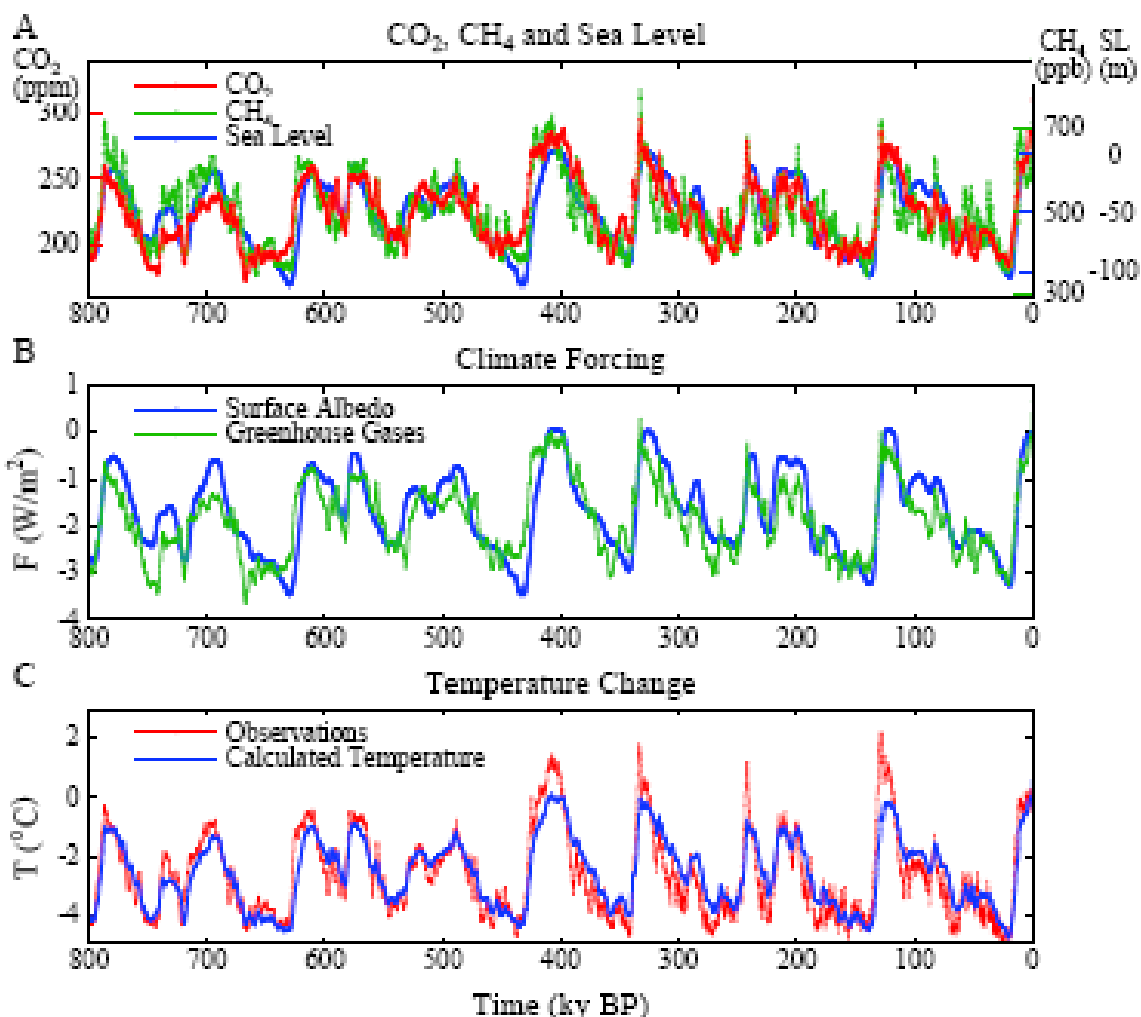 A
CO₂, CH₄ and Sea Level
CO₂
(ppm)
CH₄ SL
(ppb) (m)
CO₂
CH₄
Sea Level
300
250
200
700
500
300
0
-50
-100
800 700 600 500 400 300 200 100 0
B
Climate Forcing
Surface Albedo
Greenhouse Gases
F (W/m²)
1
0
-1
-2
-3
-4
800 700 600 500 400 300 200 100 0
C
Temperature Change
Observations
Calculated Temperature
T (°C)
2
0
-2
-4
800 700 600 500 400 300 200 100 0
Time (ky BP)